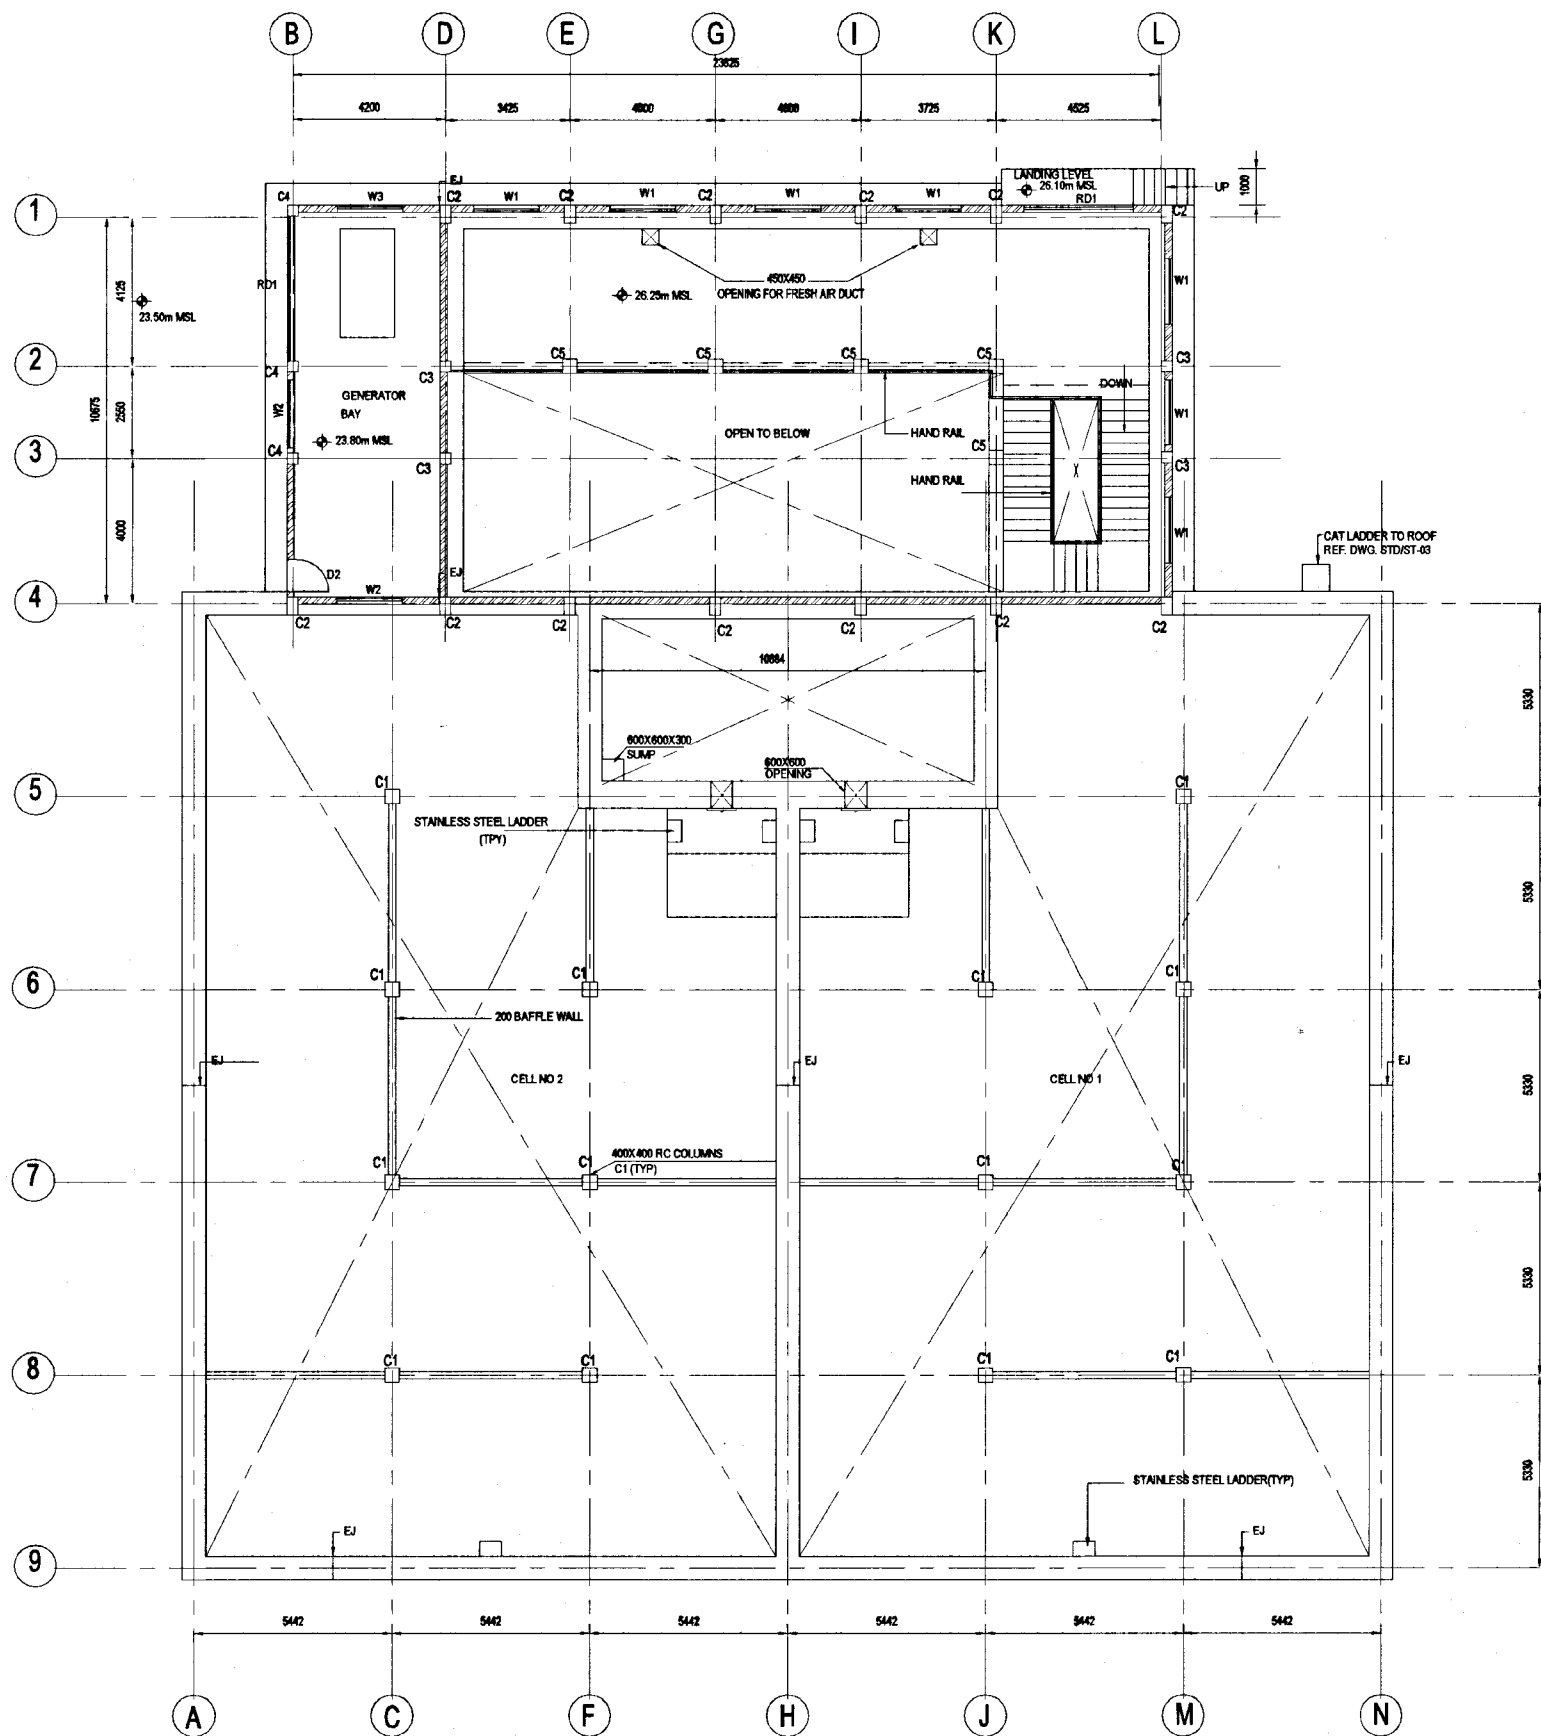 B D E G I K L
23825
4200 3425 4000 4000 3725 4525
LANDING LEVEL
26.10m MSL
RD1
UP
1000
C4 W3 EJ C2 W1 C2 W1 C2 W1 C2 W1 C2 C2
1
450X450
OPENING FOR FRESH AIR DUCT
26.25m MSL
RD1
4125
23.50m MSL
W1
2
C4 C3 C5 C5 C5 C5 C3
DOWN
GENERATOR
BAY
W2
10675
2550
23.80m MSL
OPEN TO BELOW
HAND RAIL
W1
3
C4 C3 C5 C3
HAND RAIL
4000
W1
CAT LADDER TO ROOF
REF. DWG. STD/ST-03
D2
W2
EJ
4
C2 C2 C2 C2 C2 C2 C2
10884
5330
600X600X300
SUMP
600X600
OPENING
5
C1 C1
STAINLESS STEEL LADDER
(TPY)
5330
6
C1 C1 C1 C1
200 BAFFLE WALL
EJ EJ EJ
CELL NO 2
CELL NO 1
5330
400X400 RC COLUMNS
C1 (TYP)
7
C1 C1 C1 C1
5330
8
C1 C1 C1 C1
5330
STAINLESS STEEL LADDER(TYP)
EJ EJ
9
5442 5442 5442 5442 5442 5442
A C F H J M N